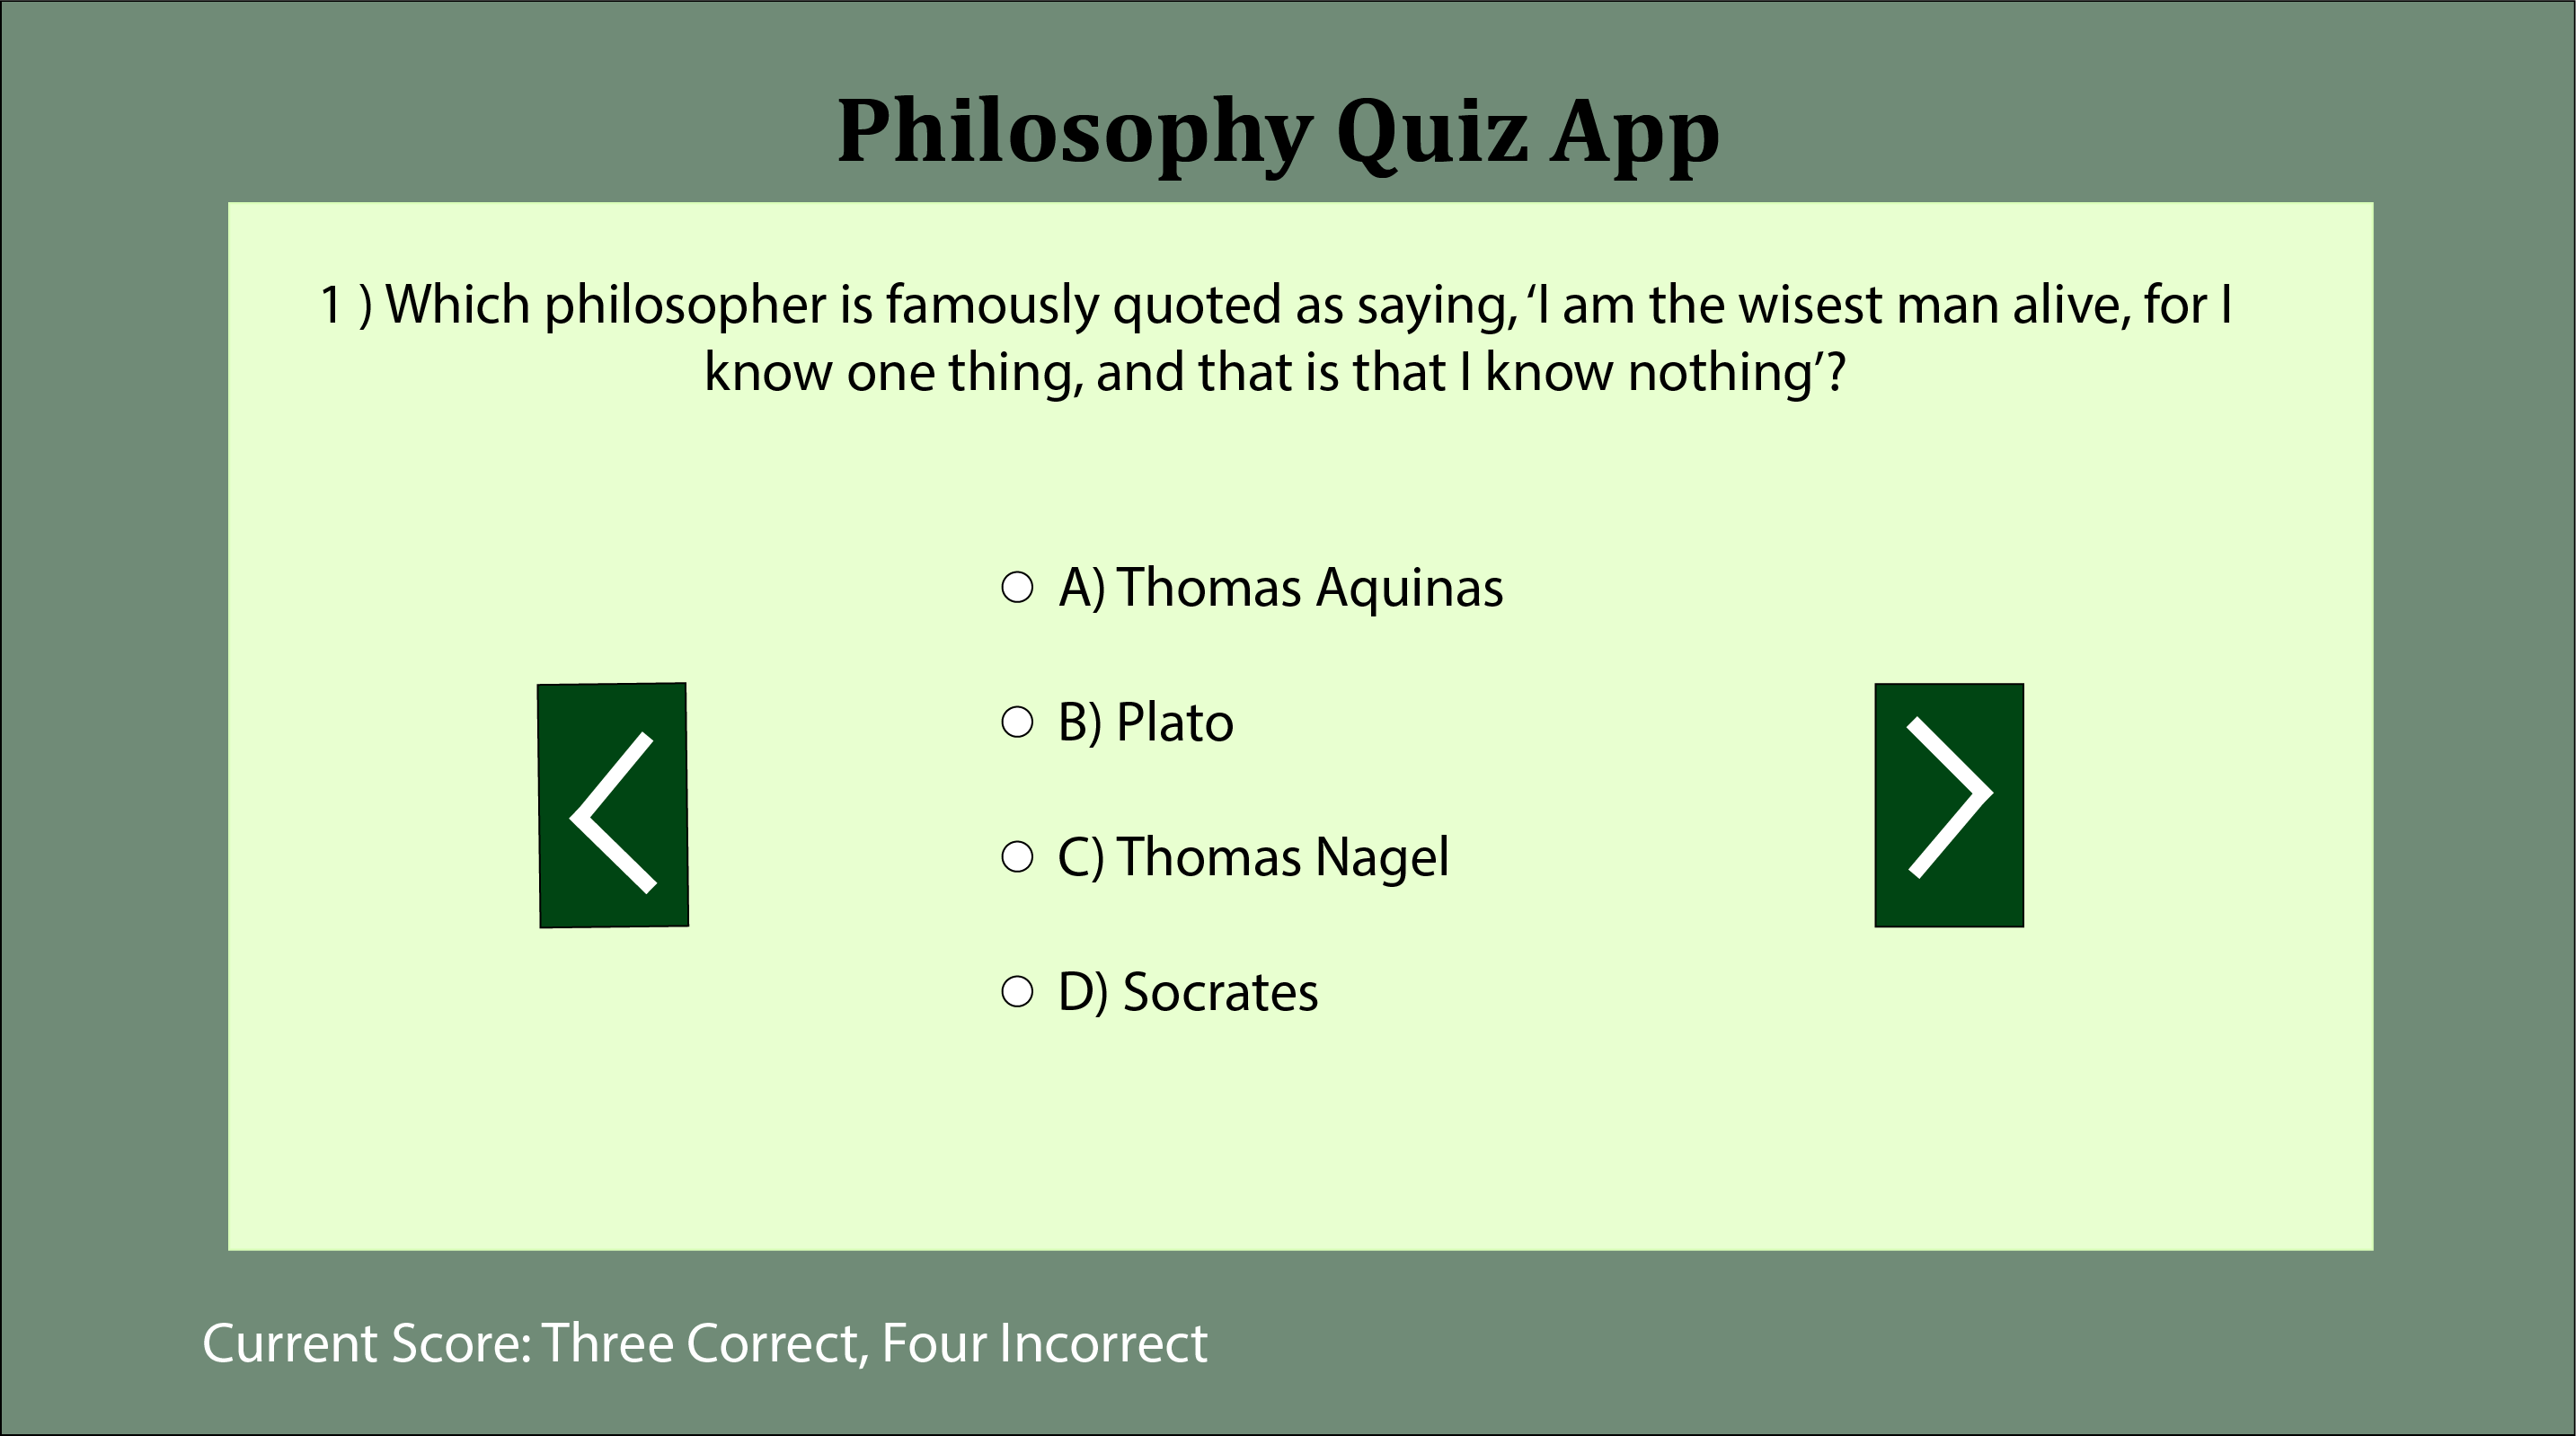 Philosophy Quiz App
1 ) Which philosopher is famously quoted as saying, ‘I am the wisest man alive, for I
know one thing, and that is that I know nothing’?
A) Thomas Aquinas
B) Plato
C) Thomas Nagel
D) Socrates
Current Score: Three Correct, Four Incorrect